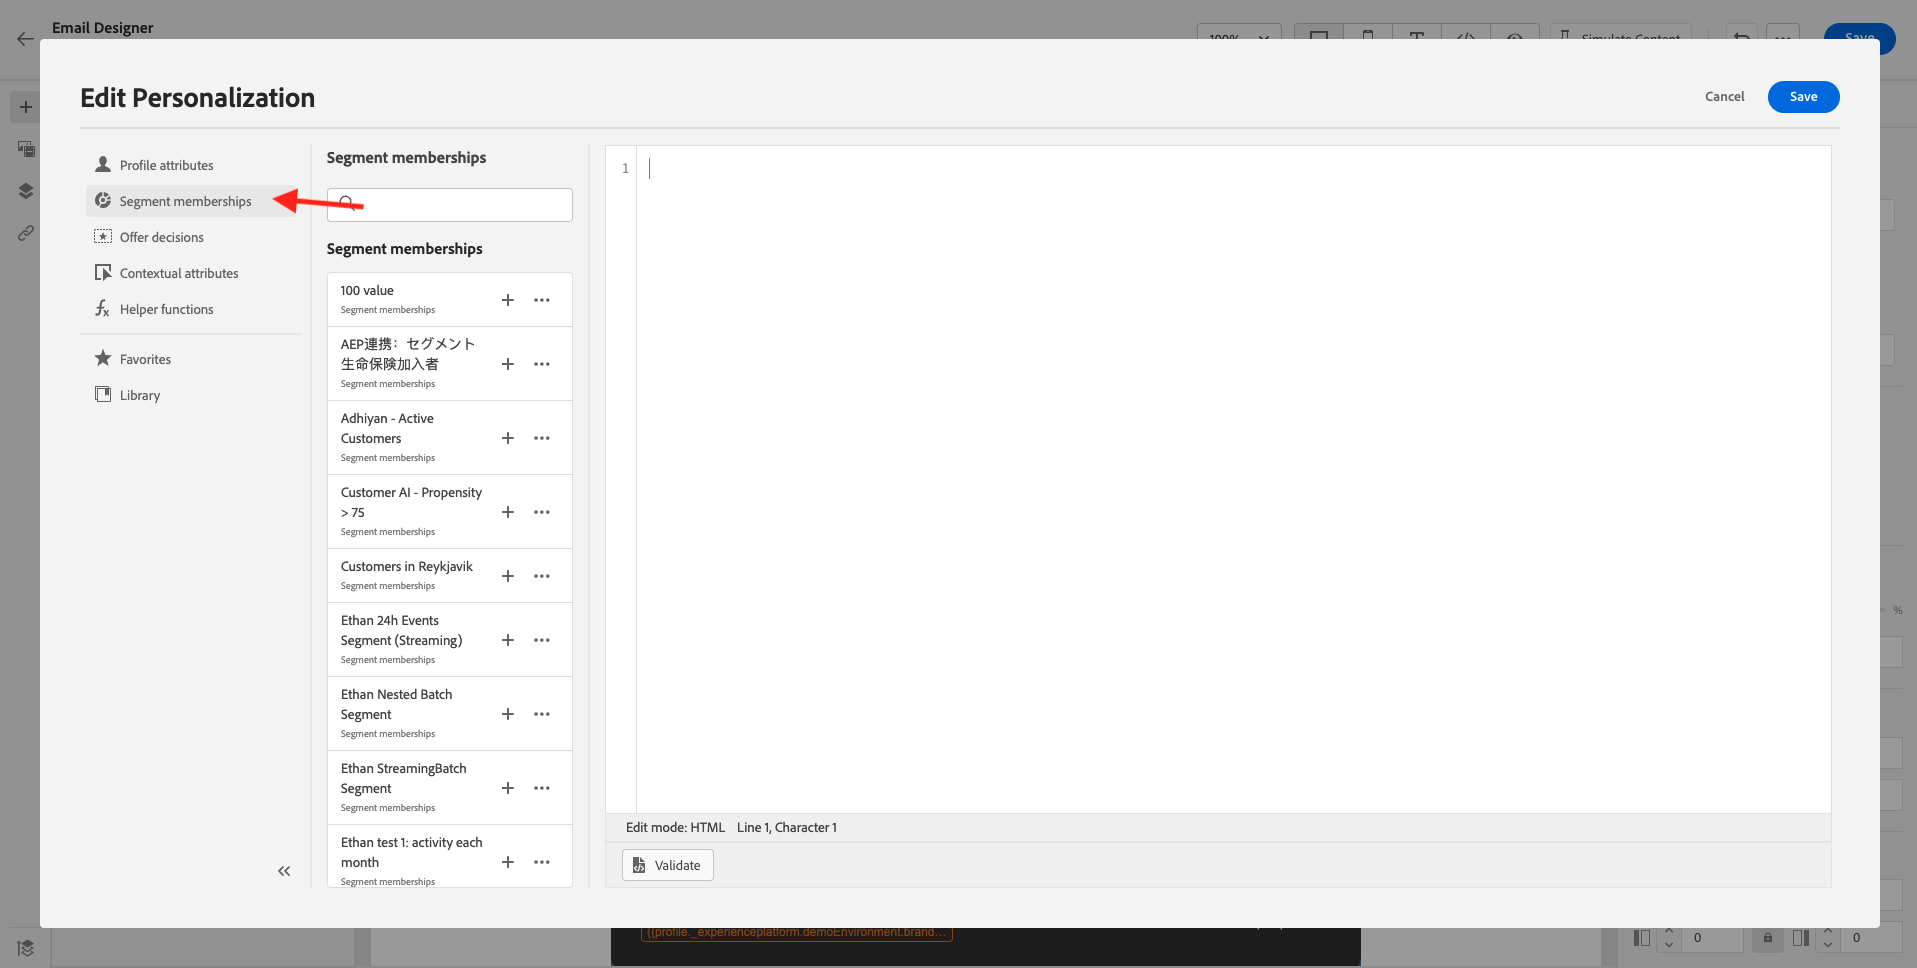 Email Designer
100%
Simulate Content
Save
Edit Personalization
Cancel
Save
Profile attributes
Segment memberships
Offer decisions
Contextual attributes
Helper functions
Favorites
Library
Segment memberships
Segment memberships
100 value
Segment memberships
AEP連携：セグメント
生命保険加入者
Segment memberships
Adhiyan - Active
Customers
Segment memberships
Customer AI - Propensity
> 75
Segment memberships
Customers in Reykjavik
Segment memberships
Ethan 24h Events
Segment (Streaming)
Segment memberships
Ethan Nested Batch
Segment
Segment memberships
Ethan StreamingBatch
Segment
Segment memberships
Ethan test 1: activity each
month
Segment memberships
1
Edit mode: HTML Line 1, Character 1
Validate
%
{{profile._experienceplatform.demoEnvironment.brand...
0
0